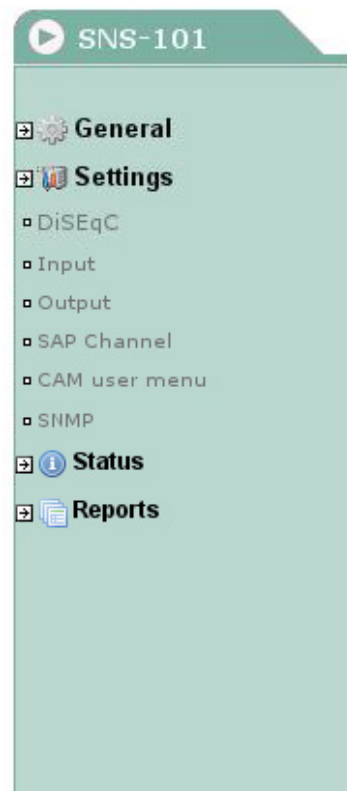 SNS-101
General
Settings
DiSEqC
Input
Output
SAP Channel
CAM user menu
SNMP
Status
Reports